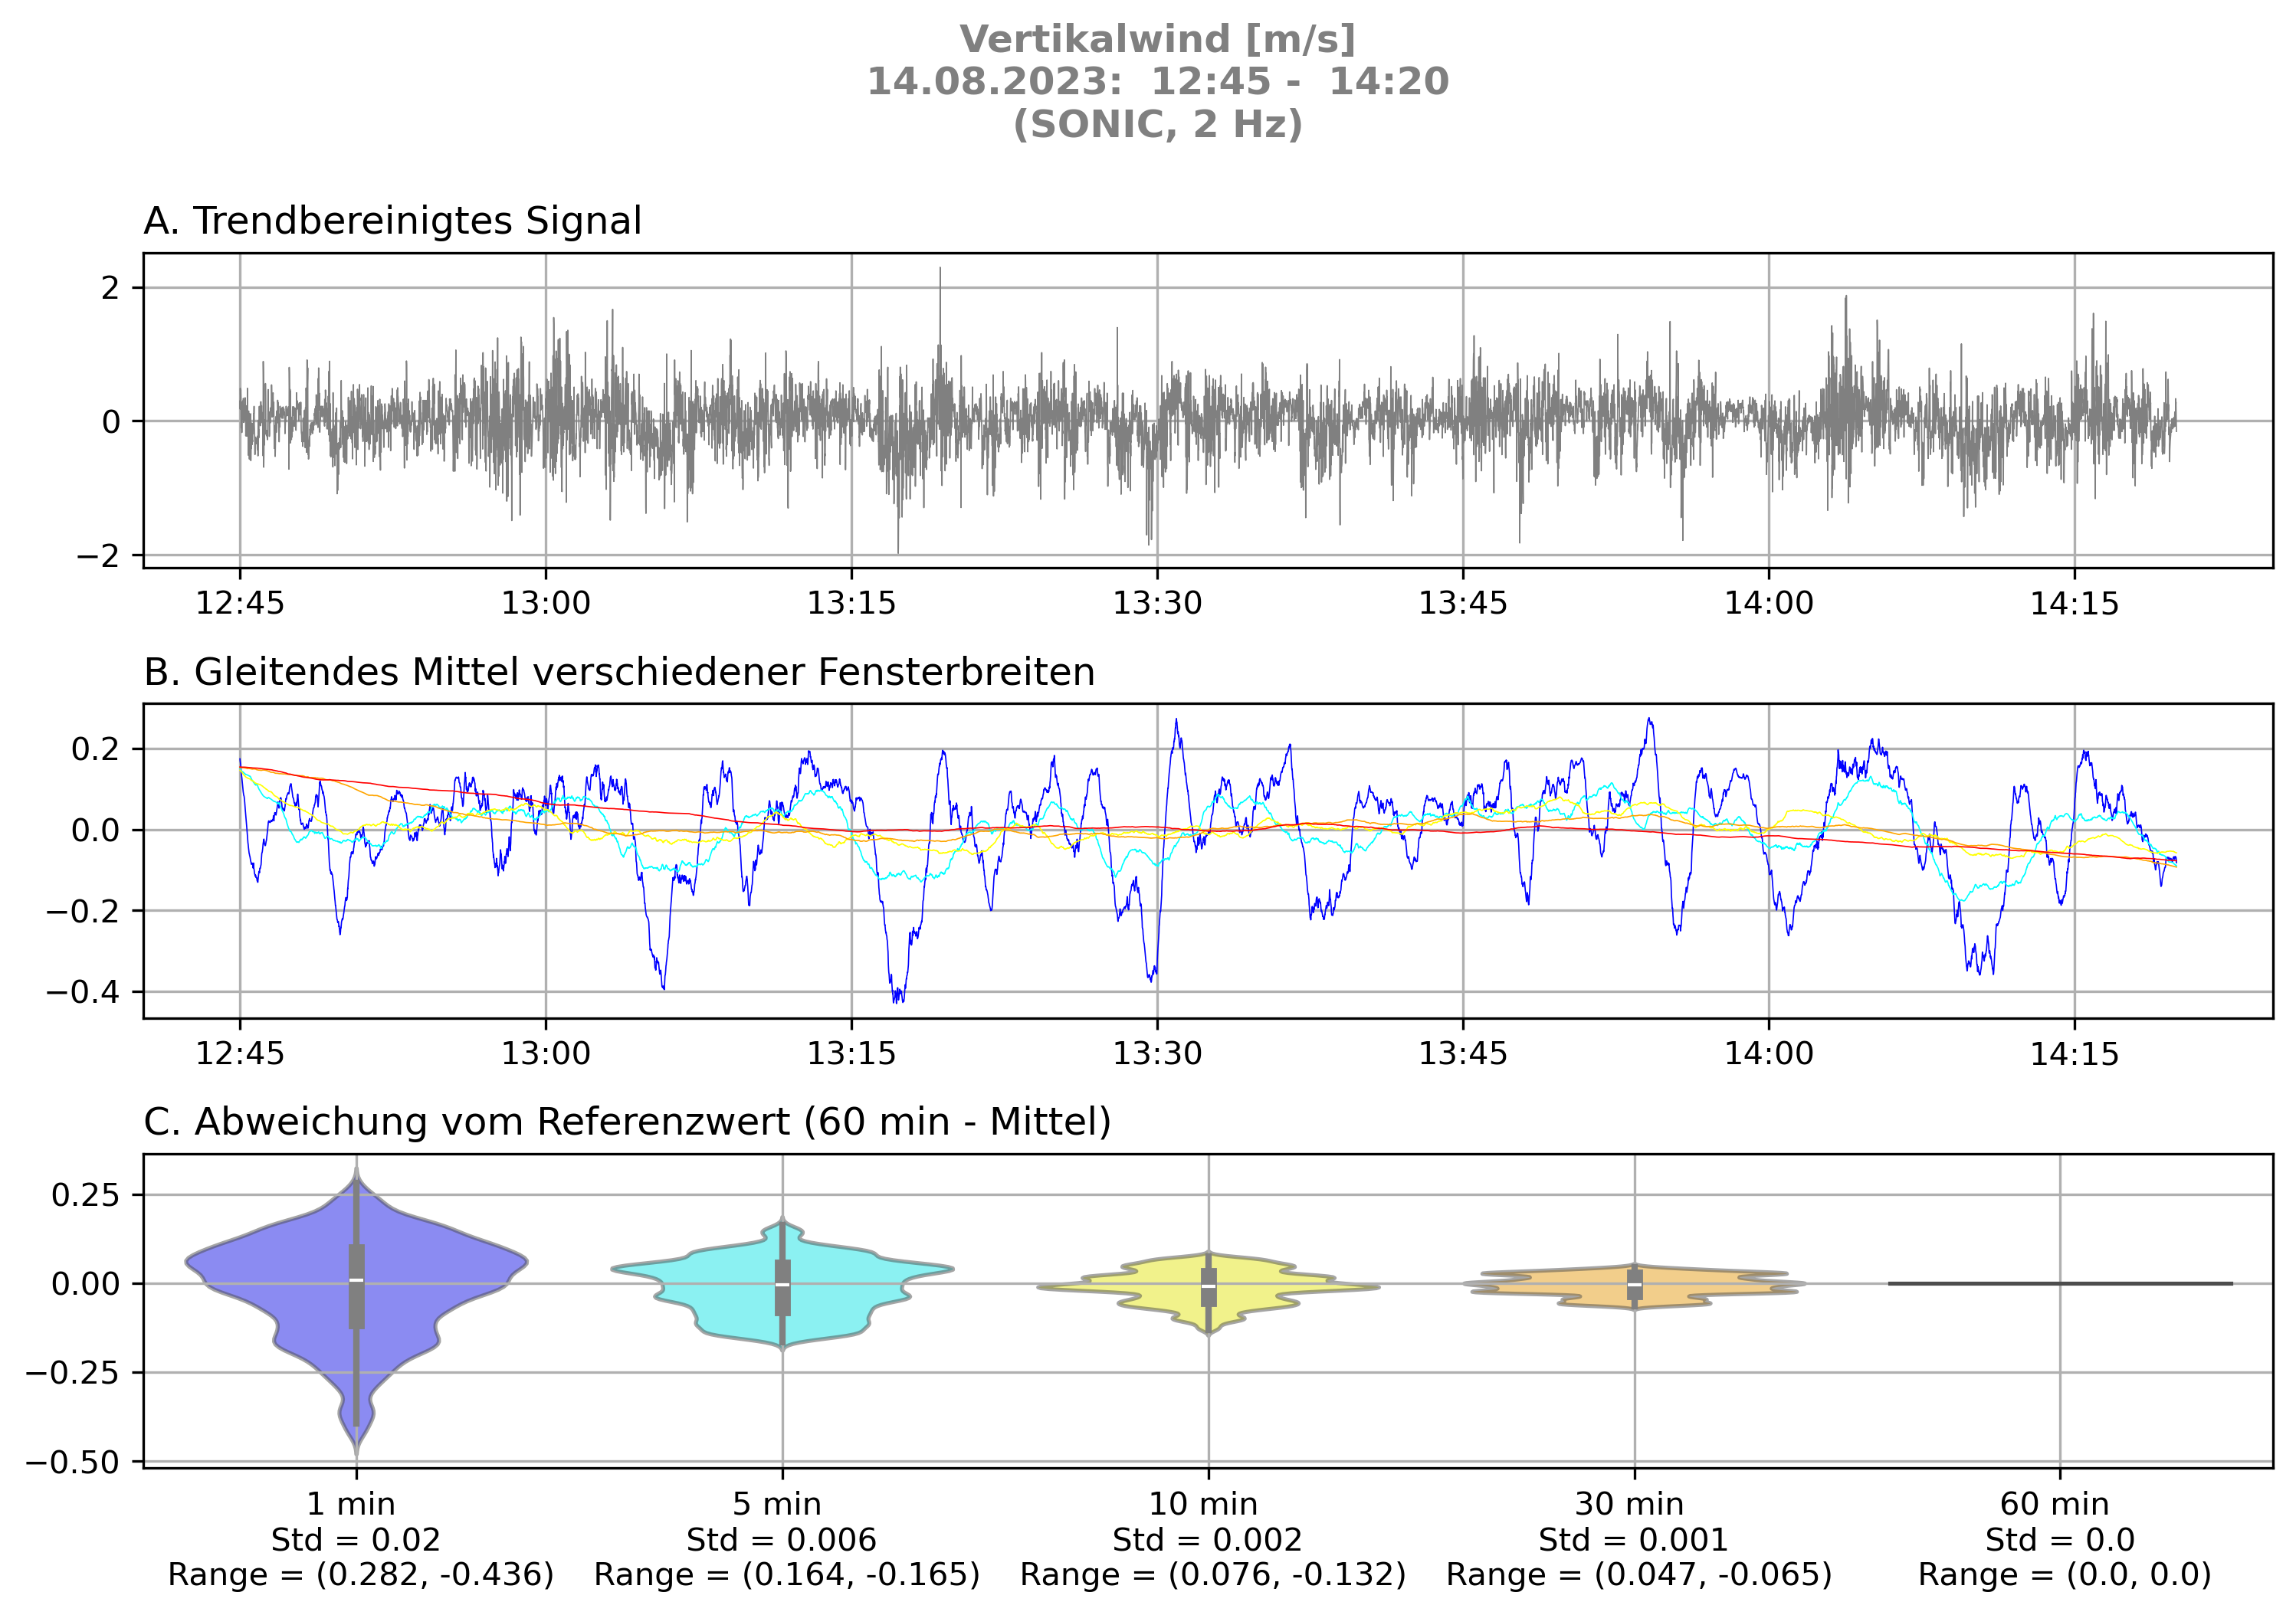 Vertikalwind [m/s]
14.08.2023:  12:45 -  14:20
(SONIC, 2 Hz)
A. Trendbereinigtes Signal
2
0
−2
12:45 13:00 13:15 13:30 13:45 14:00 14:15
B. Gleitendes Mittel verschiedener Fensterbreiten
0.2
0.0
−0.2
−0.4
12:45 13:00 13:15 13:30 13:45 14:00 14:15
C. Abweichung vom Referenzwert (60 min - Mittel)
0.25
0.00
−0.25
−0.50
1 min 5 min 10 min 30 min 60 min
Std = 0.02 Std = 0.006 Std = 0.002 Std = 0.001 Std = 0.0
Range = (0.282, -0.436) Range = (0.164, -0.165) Range = (0.076, -0.132) Range = (0.047, -0.065) Range = (0.0, 0.0)